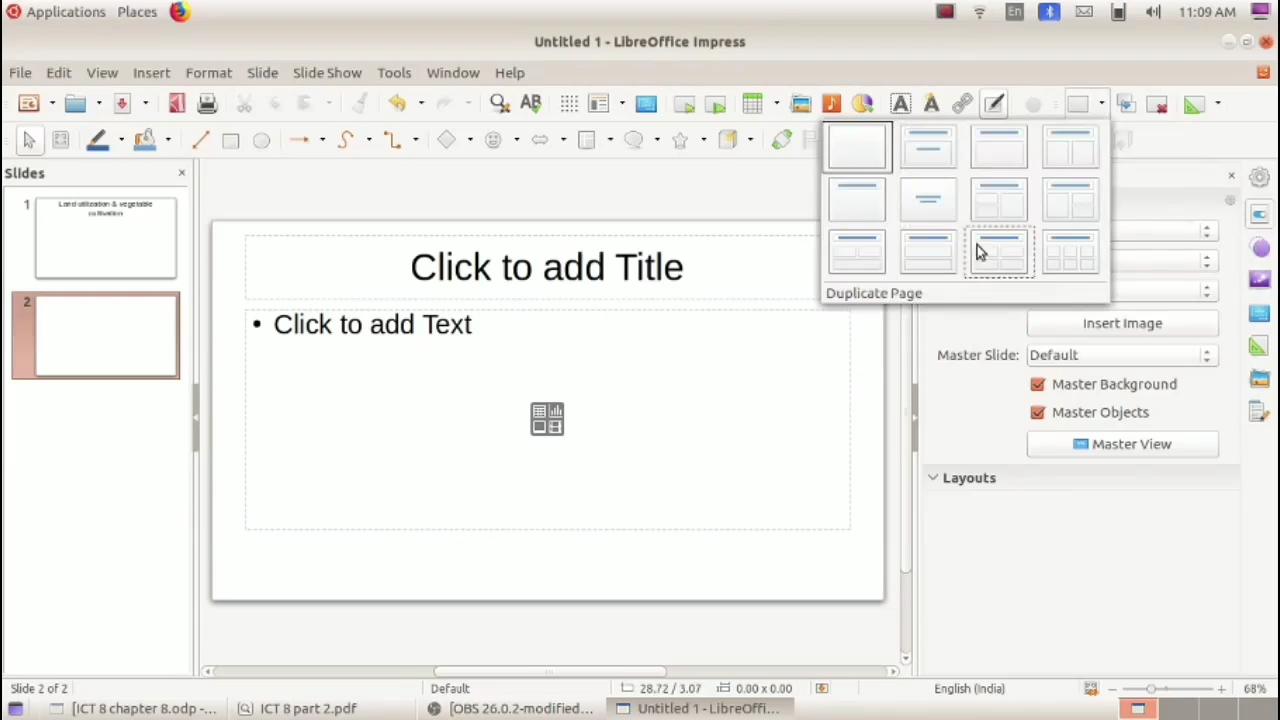 Applications Places En 11:09 AM
Untitled 1 - LibreOffice Impress
File Edit View Insert Format Slide Slide Show Tools Window Help
AB A A
Slides
1 Land utilization & vegetable
cultivation
2
Click to add Title
• Click to add Text
Duplicate Page
Insert Image
Master Slide: Default
Master Background
Master Objects
Master View
Layouts
Slide 2 of 2 Default 28.72 / 3.07 0.00 x 0.00 English (India) 68%
[ICT 8 chapter 8.odp -... ICT 8 part 2.pdf [OBS 26.0.2-modified... Untitled 1 - LibreOffi...